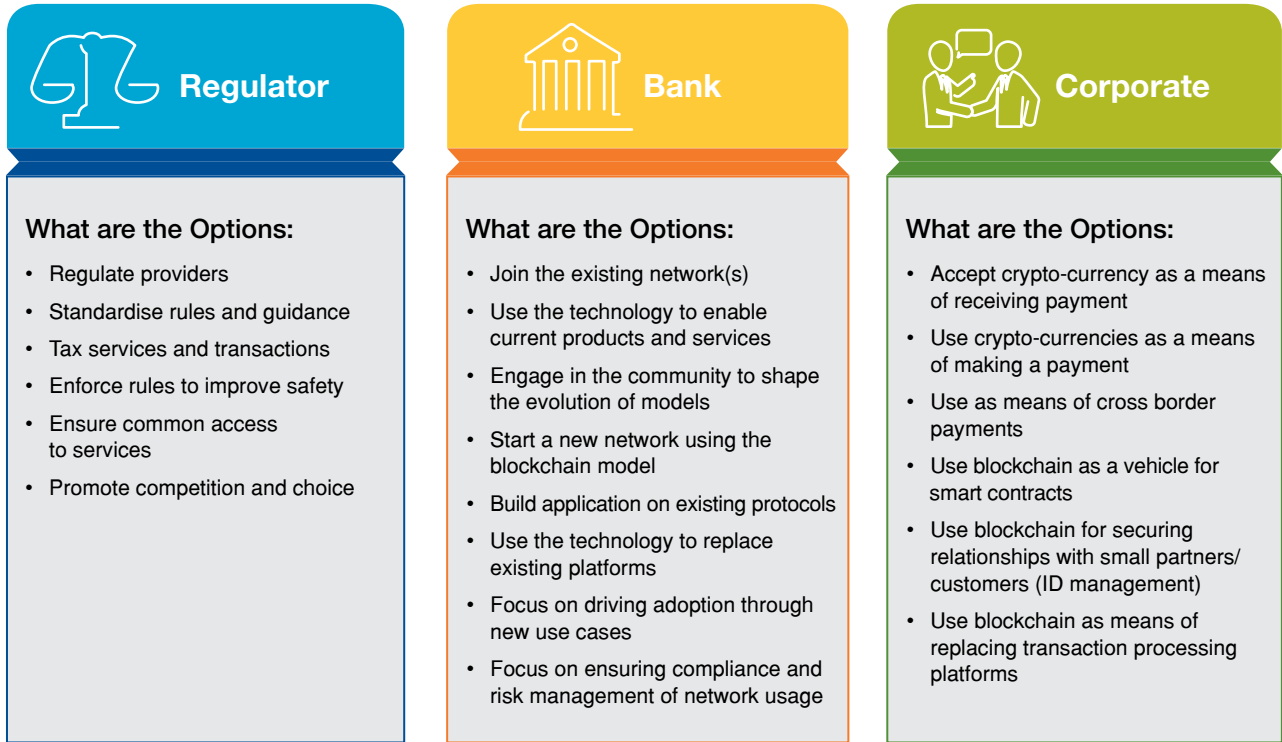 Regulator
What are the Options:
• Regulate providers
• Standardise rules and guidance
• Tax services and transactions
• Enforce rules to improve safety
• Ensure common access
to services
• Promote competition and choice
Bank
What are the Options:
• Join the existing network(s)
• Use the technology to enable
current products and services
• Engage in the community to shape
the evolution of models
• Start a new network using the
blockchain model
• Build application on existing protocols
• Use the technology to replace
existing platforms
• Focus on driving adoption through
new use cases
• Focus on ensuring compliance and
risk management of network usage
Corporate
What are the Options:
• Accept crypto-currency as a means
of receiving payment
• Use crypto-currencies as a means
of making a payment
• Use as means of cross border
payments
• Use blockchain as a vehicle for
smart contracts
• Use blockchain for securing
relationships with small partners/
customers (ID management)
• Use blockchain as means of
replacing transaction processing
platforms